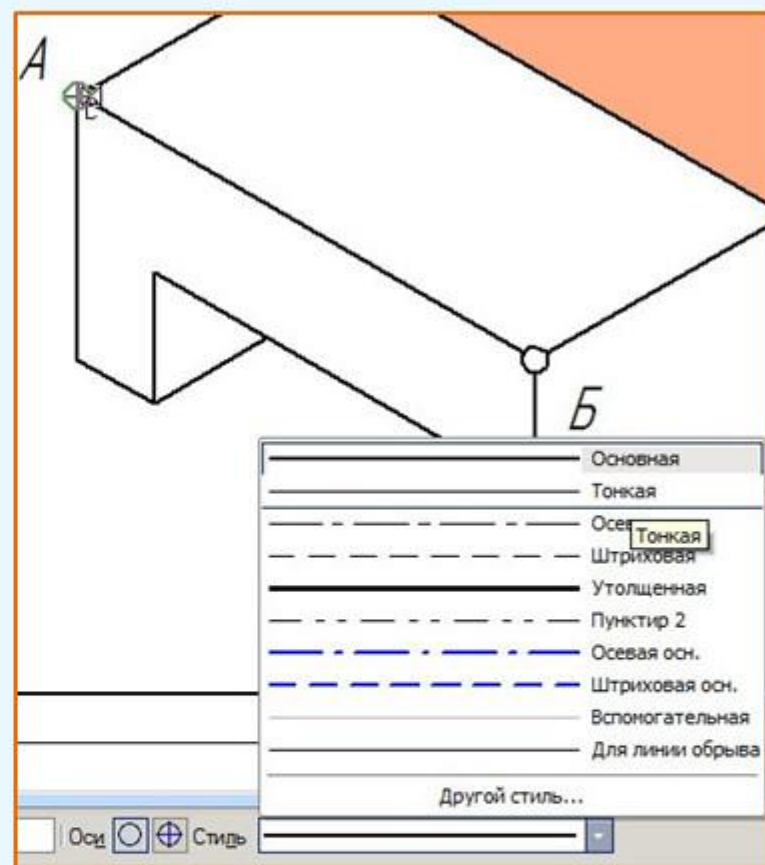 А
Б
Основная
Тонкая
Осев
Тонкая
Штриховая
Утолщенная
Пунктир 2
Осевая осн.
Штриховая осн.
Вспомогательная
Для линии обрыва
Другой стиль...
Оси Стиль